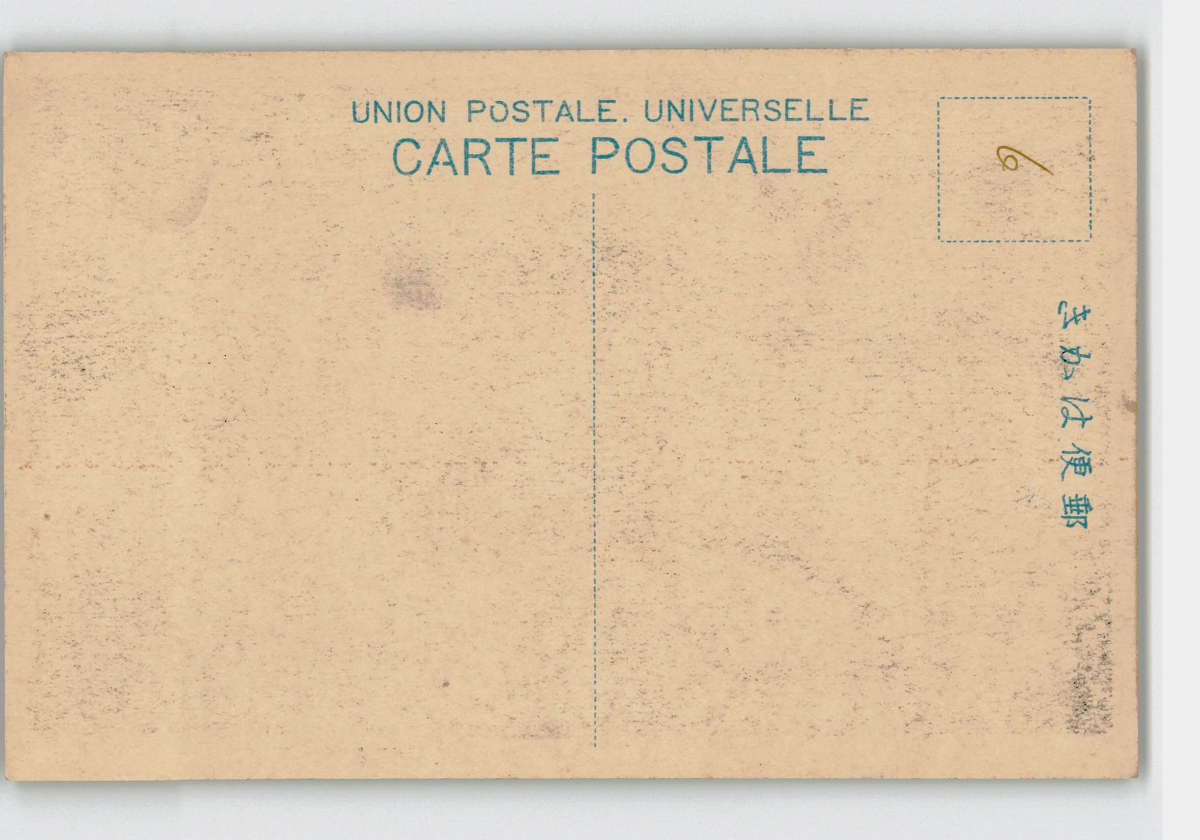 UNION POSTALE. UNIVERSELLE
CARTE POSTALE
6
郵便はかき